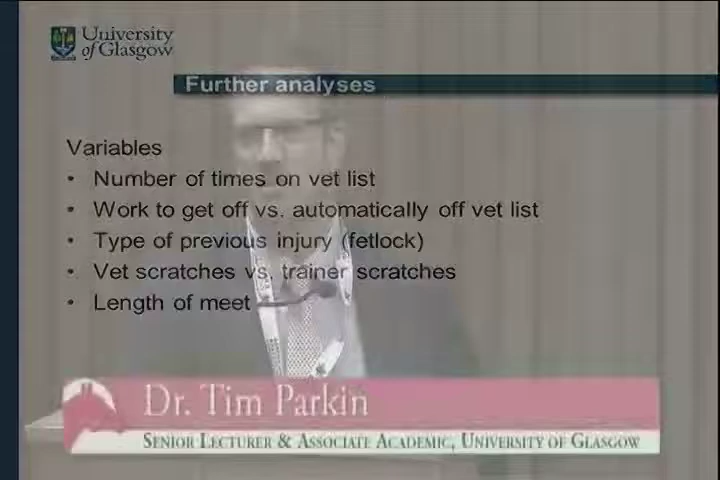 University
of Glasgow
Further analyses
Variables
• Number of times on vet list
• Work to get off vs. automatically off vet list
• Type of previous injury (fetlock)
• Vet scratches vs. trainer scratches
• Length of meet
Dr. Tim Parkin
Senior Lecturer & Associate Academic, University of Glasgow